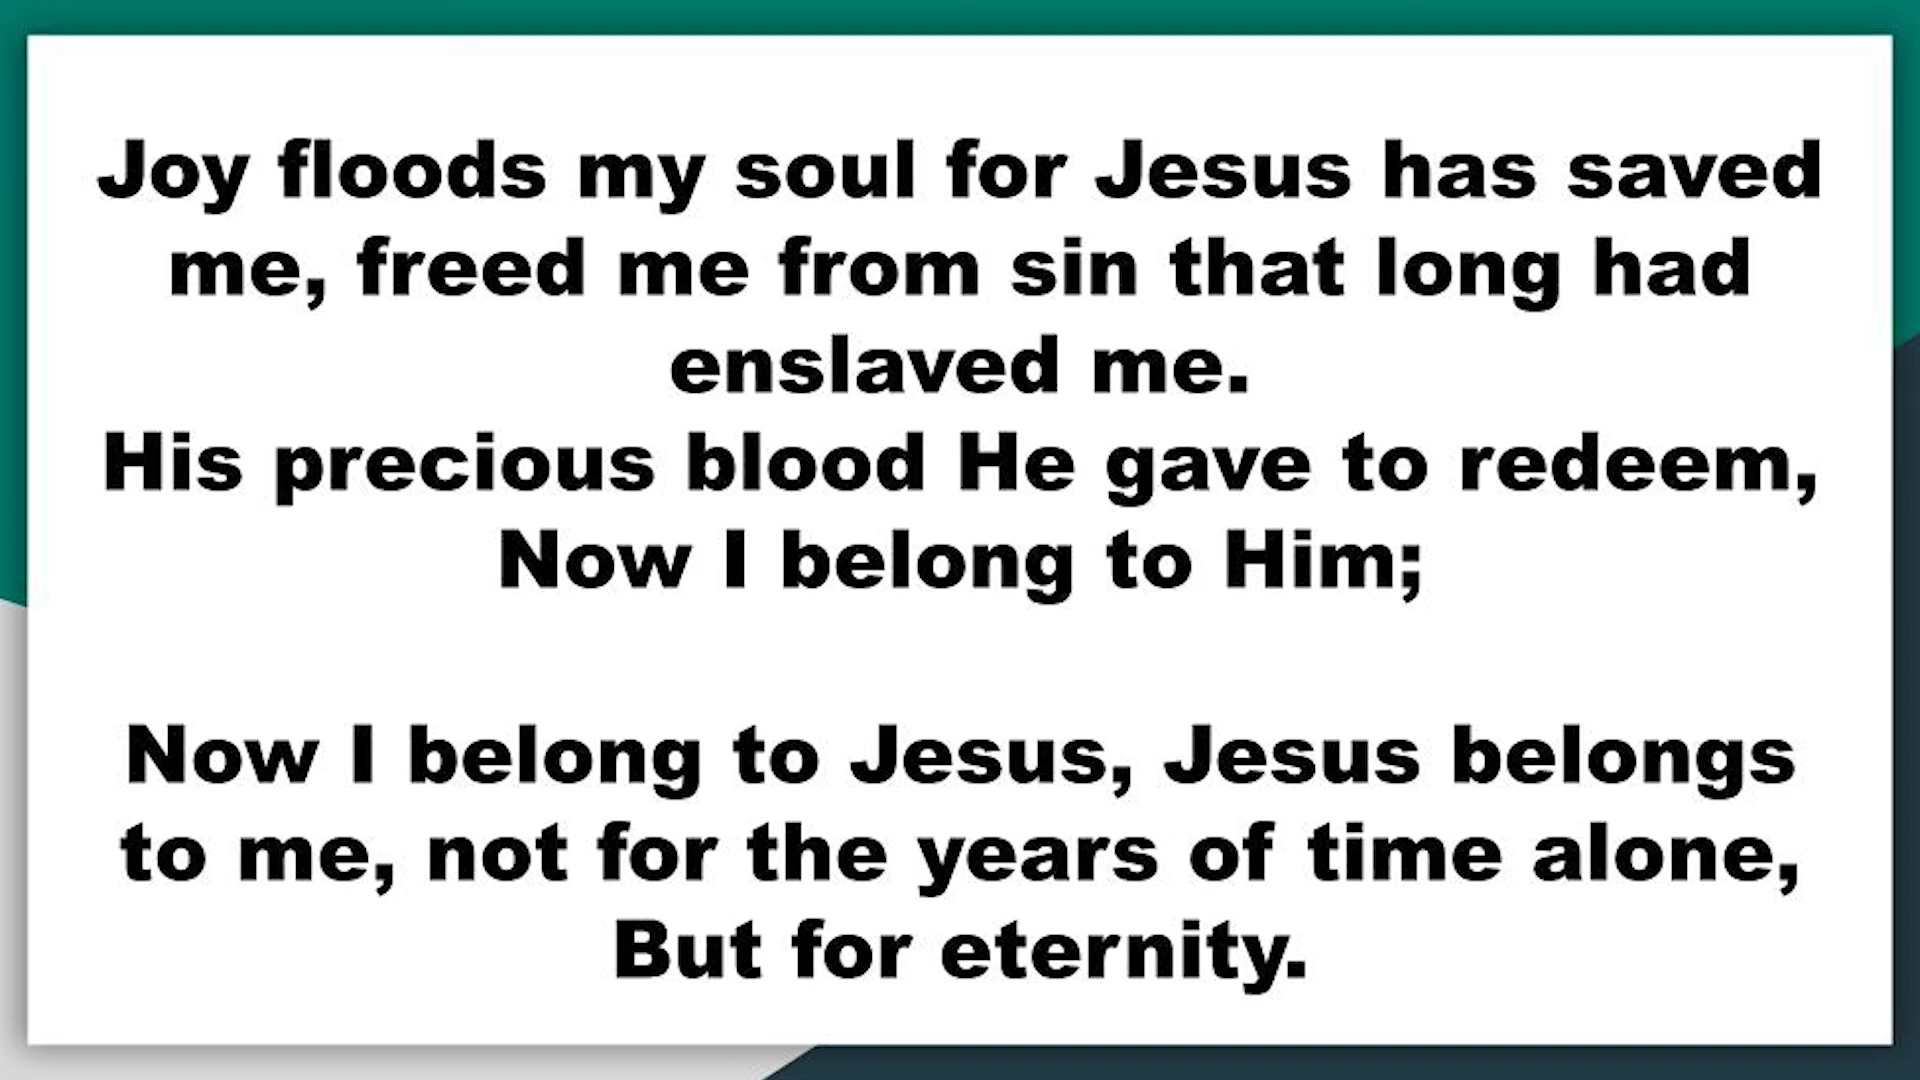 Joy floods my soul for Jesus has saved
me, freed me from sin that long had
enslaved me.
His precious blood He gave to redeem,
Now I belong to Him;
Now I belong to Jesus, Jesus belongs
to me, not for the years of time alone,
But for eternity.